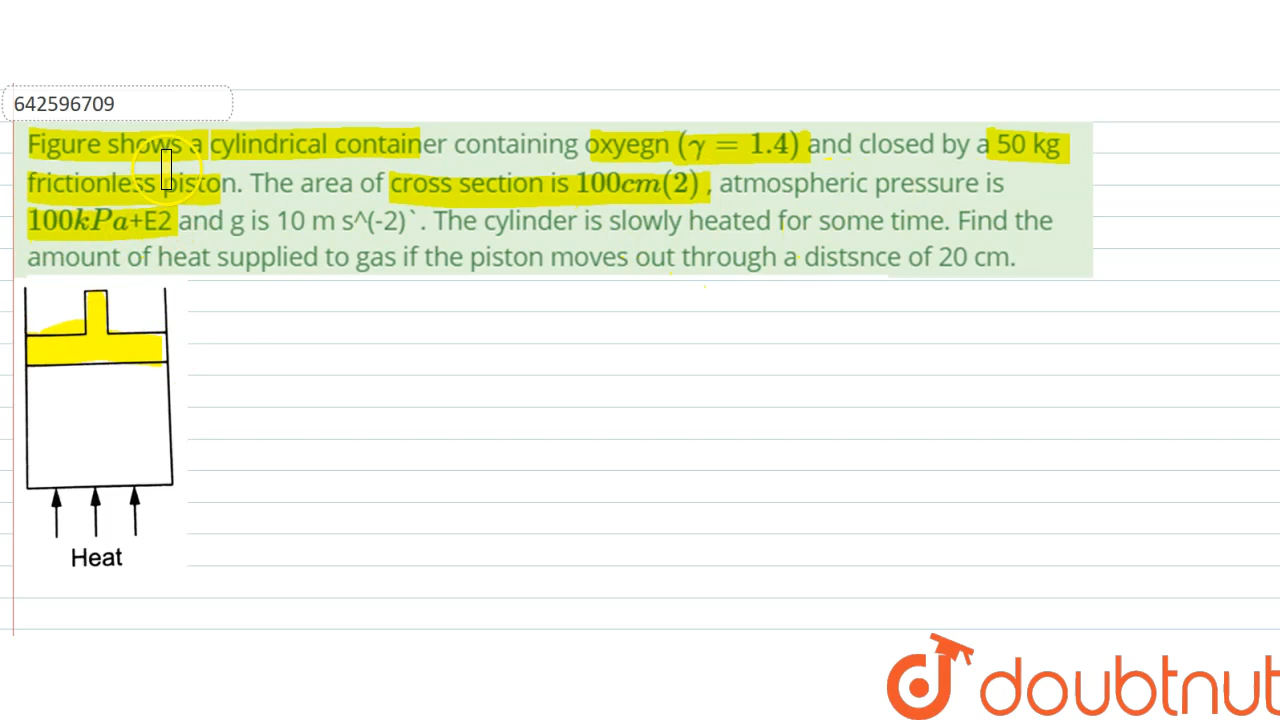 642596709
Figure shows a cylindrical container containing oxyegn (γ = 1.4) and closed by a 50 kg
frictionless piston. The area of cross section is 100cm(2) , atmospheric pressure is
100kPa+E2 and g is 10 m s^(-2)`. The cylinder is slowly heated for some time. Find the
amount of heat supplied to gas if the piston moves out through a distsnce of 20 cm.
Heat
doubtnut